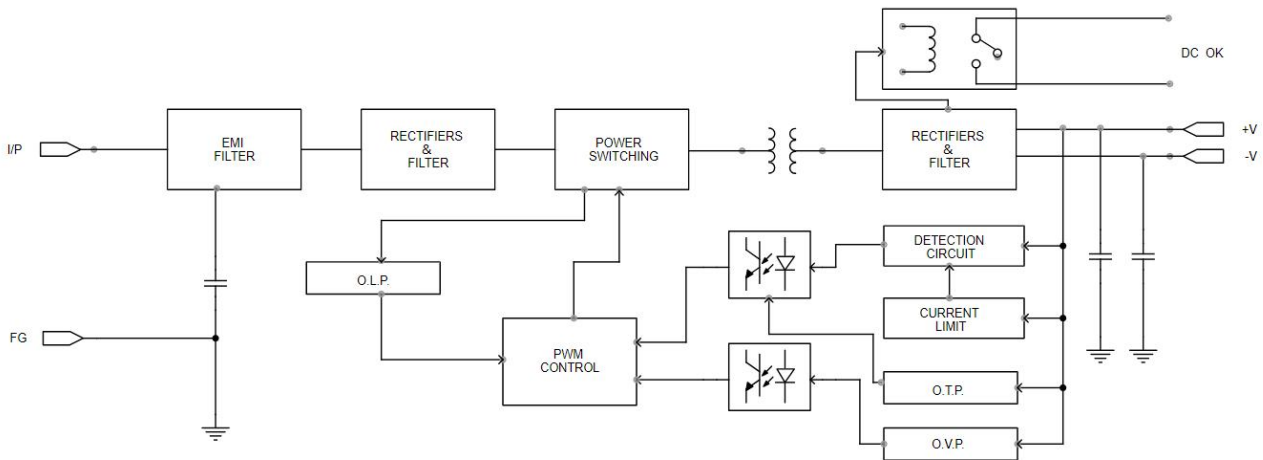 DC OK
I/P
EMI
FILTER
RECTIFIERS
&
FILTER
POWER
SWITCHING
RECTIFIERS
&
FILTER
+V
-V
DETECTION
CIRCUIT
O.L.P.
CURRENT
LIMIT
FG
PWM
CONTROL
O.T.P.
O.V.P.